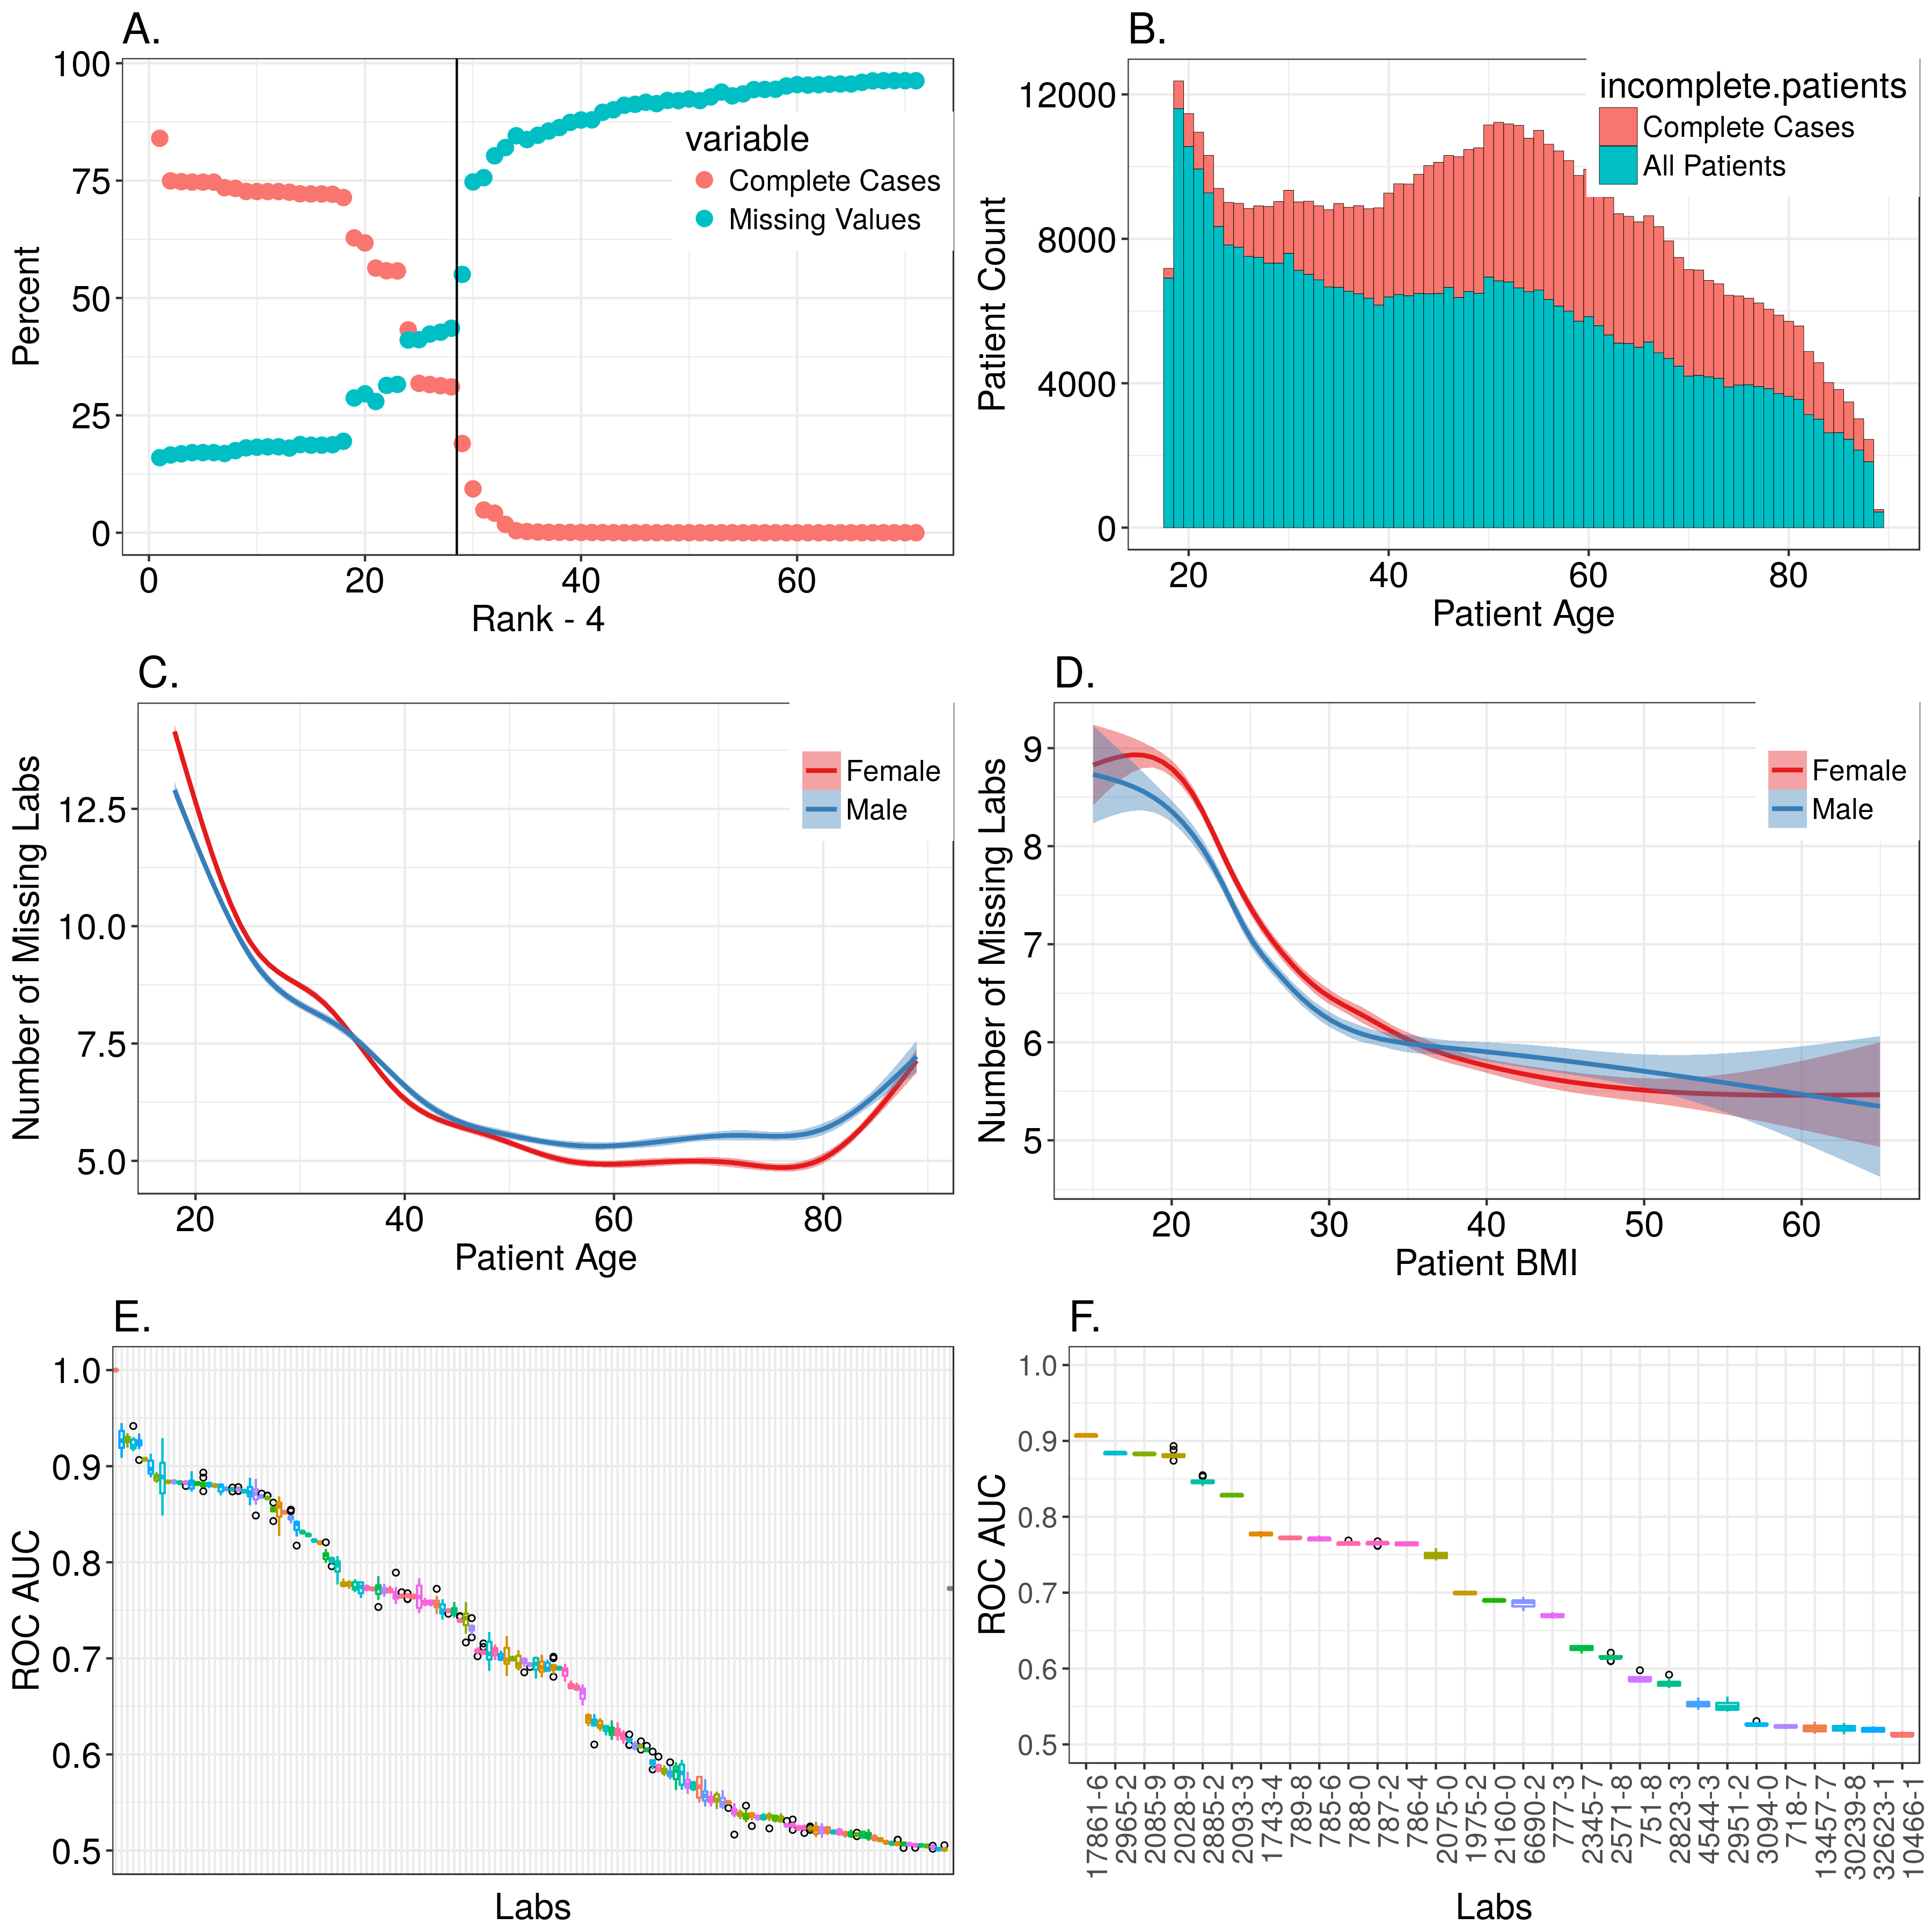 A.
100
75
50
25
0
Percent
0 20 40 60
Rank - 4
variable
Complete Cases
Missing Values
B.
12000
8000
4000
0
Patient Count
20 40 60 80
Patient Age
incomplete.patients
Complete Cases
All Patients
C.
12.5
10.0
7.5
5.0
Number of Missing Labs
20 40 60 80
Patient Age
Female
Male
D.
9
8
7
6
5
Number of Missing Labs
20 30 40 50 60
Patient BMI
Female
Male
E.
1.0
0.9
0.8
0.7
0.6
0.5
ROC AUC
Labs
F.
1.0
0.9
0.8
0.7
0.6
0.5
ROC AUC
17861-6
2965-2
2085-9
2028-9
2885-2
2093-3
1743-4
789-8
785-6
788-0
787-2
786-4
2075-0
1975-2
2160-0
6690-2
777-3
2345-7
2571-8
751-8
2823-3
4544-3
2951-2
3094-0
718-7
13457-7
30239-8
32623-1
10466-1
Labs